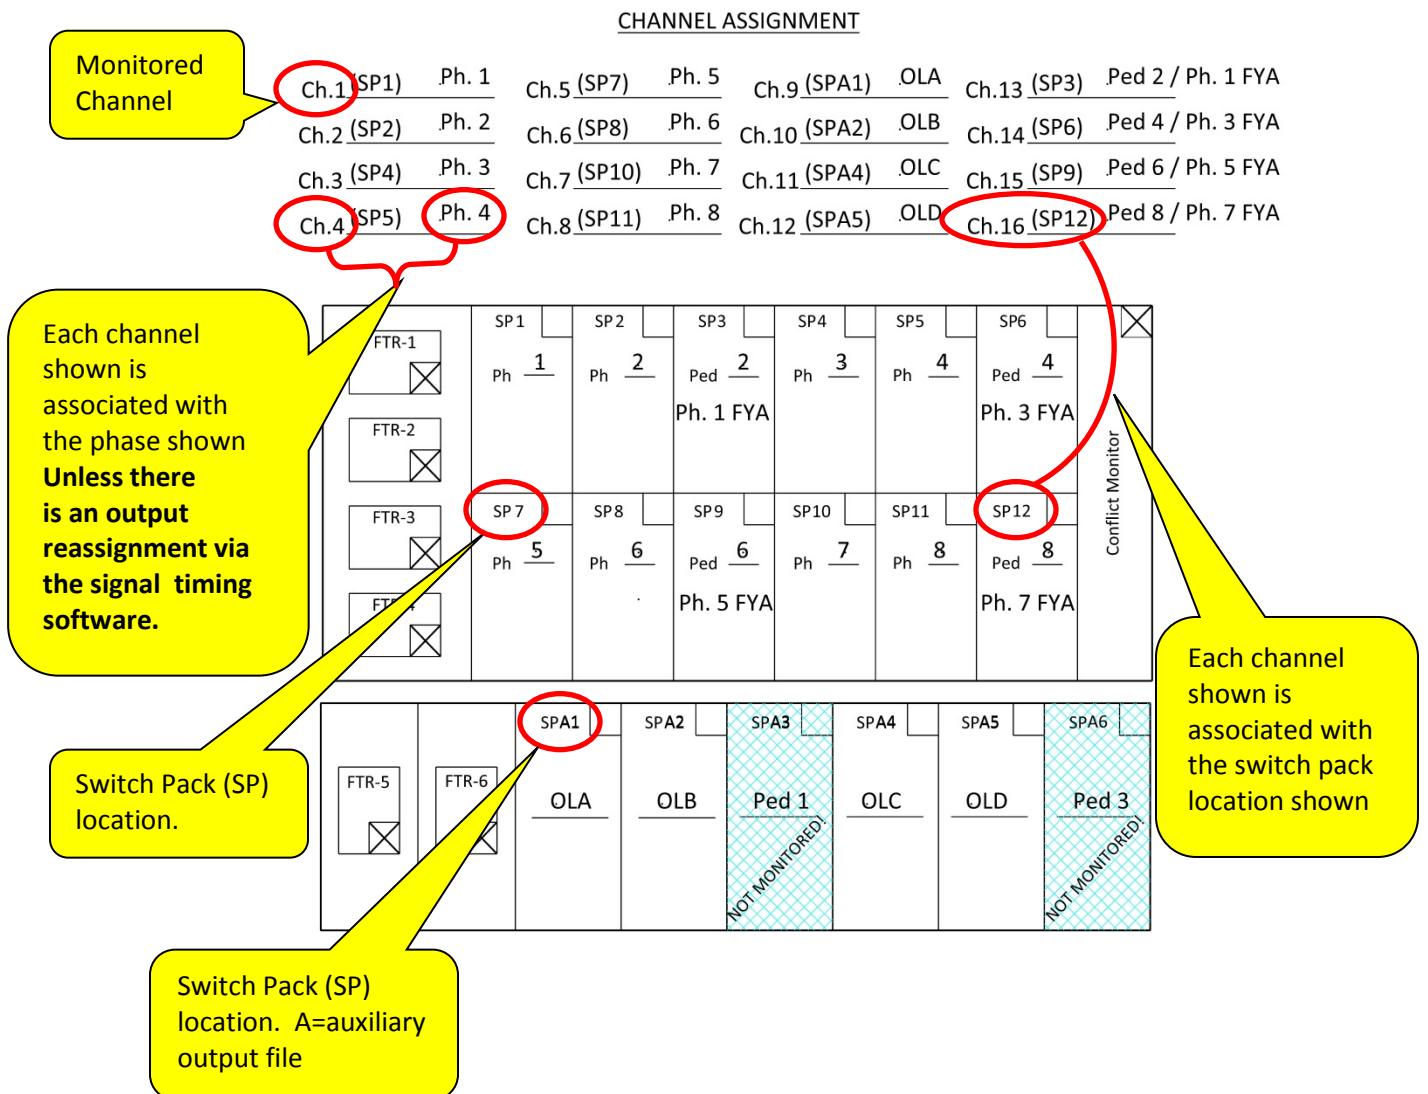 CHANNEL ASSIGNMENT
Monitored
Channel
Ch.1 (SP1) Ph. 1
Ch.5 (SP7) .Ph. 5
Ch.9 (SPA1) .OLA
Ch.13 (SP3) .Ped 2 / Ph. 1 FYA
Ch.2 (SP2) .Ph. 2
Ch.6 (SP8) .Ph. 6
Ch.10 (SPA2) .OLB
Ch.14 (SP6) .Ped 4 / Ph. 3 FYA
Ch.3 (SP4) .Ph. 3
Ch.7 (SP10) .Ph. 7
Ch.11 (SPA4) .OLC
Ch.15 (SP9) .Ped 6 / Ph. 5 FYA
Ch.4 (SP5) .Ph. 4
Ch.8 (SP11) .Ph. 8
Ch.12 (SPA5) .OLD
Ch.16 (SP12) .Ped 8 / Ph. 7 FYA
Each channel
shown is
associated with
the phase shown
Unless there
is an output
reassignment via
the signal timing
software.
FTR-1
FTR-2
FTR-3
SP1
Ph 1
SP2
Ph 2
SP3
Ped 2
Ph. 1 FYA
SP4
Ph 3
SP5
Ph 4
SP6
Ped 4
Ph. 3 FYA
Conflict Monitor
SP7
Ph 5
SP8
Ph 6
SP9
Ped 6
Ph. 5 FYA
SP10
Ph 7
SP11
Ph 8
SP12
Ped 8
Ph. 7 FYA
Each channel
shown is
associated with
the switch pack
location shown
Switch Pack (SP)
location.
FTR-5
FTR-6
SPA1
OLA
SPA2
OLB
SPA3
Ped 1
NOT MONITORED!
SPA4
OLC
SPA5
OLD
SPA6
Ped 3
NOT MONITORED!
Switch Pack (SP)
location. A=auxiliary
output file